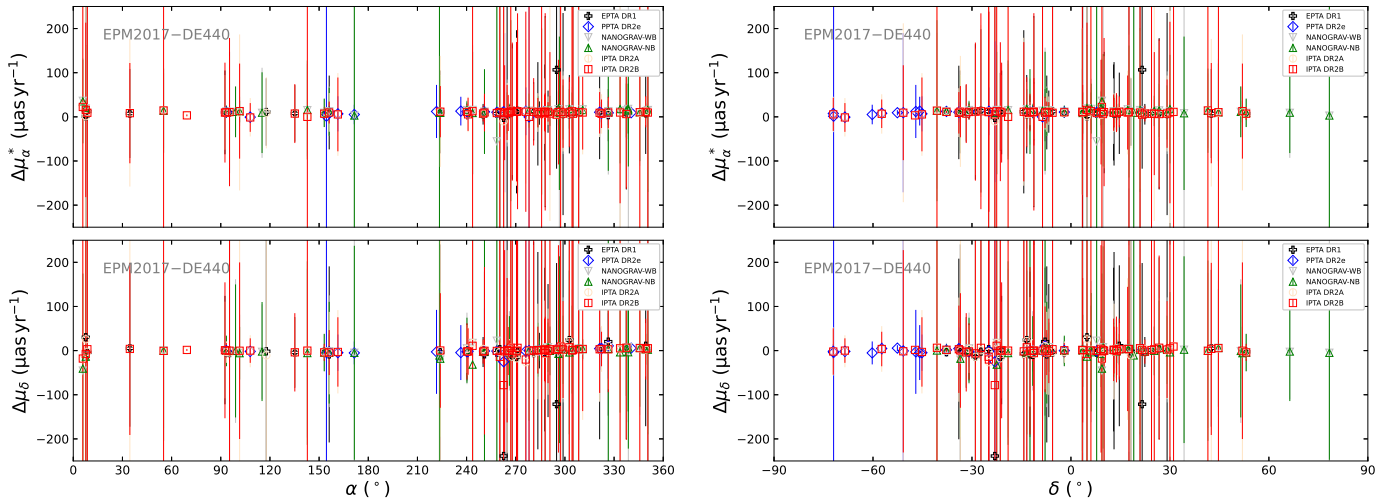 EPM2017−DE440
EPTA DR1
PPTA DR2e
NANOGRAV-WB
NANOGRAV-NB
IPTA DR2A
IPTA DR2B
200
100
0
−100
−200
Δμ*α (μas yr−1)
EPM2017−DE440
EPTA DR1
PPTA DR2e
NANOGRAV-WB
NANOGRAV-NB
IPTA DR2A
IPTA DR2B
200
100
0
−100
−200
Δμ*α (μas yr−1)
EPM2017−DE440
EPTA DR1
PPTA DR2e
NANOGRAV-WB
NANOGRAV-NB
IPTA DR2A
IPTA DR2B
200
100
0
−100
−200
Δμδ (μas yr−1)
0 30 60 90 120 150 180 210 240 270 300 330 360
α (°)
EPM2017−DE440
EPTA DR1
PPTA DR2e
NANOGRAV-WB
NANOGRAV-NB
IPTA DR2A
IPTA DR2B
200
100
0
−100
−200
Δμδ (μas yr−1)
−90 −60 −30 0 30 60 90
δ (°)